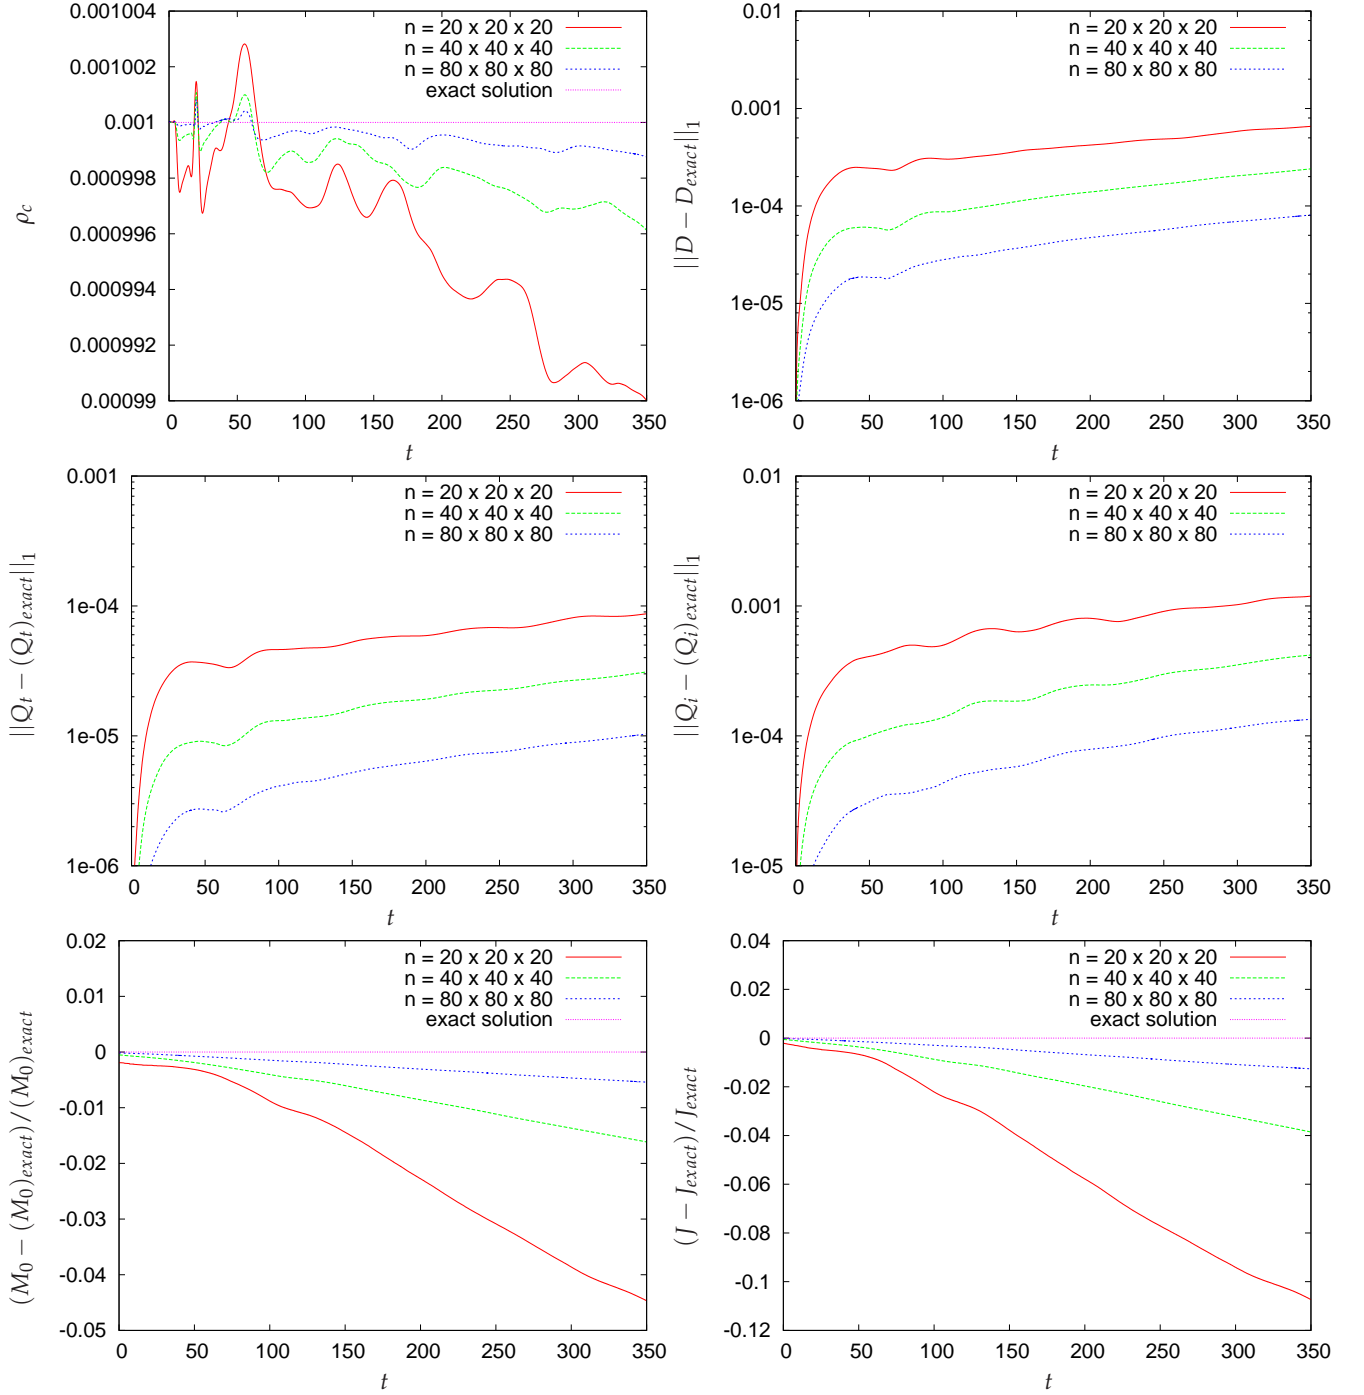 0.001004
0.001002
0.001
0.000998
0.000996
0.000994
0.000992
0.00099
ρc
n = 20 x 20 x 20
n = 40 x 40 x 40
n = 80 x 80 x 80
exact solution
0 50 100 150 200 250 300 350
t
0.01
0.001
1e-04
1e-05
1e-06
||D − Dexact||1
n = 20 x 20 x 20
n = 40 x 40 x 40
n = 80 x 80 x 80
0 50 100 150 200 250 300 350
t
0.001
1e-04
1e-05
1e-06
||Qt − (Qt)exact||1
n = 20 x 20 x 20
n = 40 x 40 x 40
n = 80 x 80 x 80
0 50 100 150 200 250 300 350
t
0.01
0.001
1e-04
1e-05
||Qi − (Qi)exact||1
n = 20 x 20 x 20
n = 40 x 40 x 40
n = 80 x 80 x 80
0 50 100 150 200 250 300 350
t
0.02
0.01
0
-0.01
-0.02
-0.03
-0.04
-0.05
(M0 − (M0)exact)/(M0)exact
n = 20 x 20 x 20
n = 40 x 40 x 40
n = 80 x 80 x 80
exact solution
0 50 100 150 200 250 300 350
t
0.04
0.02
0
-0.02
-0.04
-0.06
-0.08
-0.1
-0.12
(J − Jexact)/Jexact
n = 20 x 20 x 20
n = 40 x 40 x 40
n = 80 x 80 x 80
exact solution
0 50 100 150 200 250 300 350
t